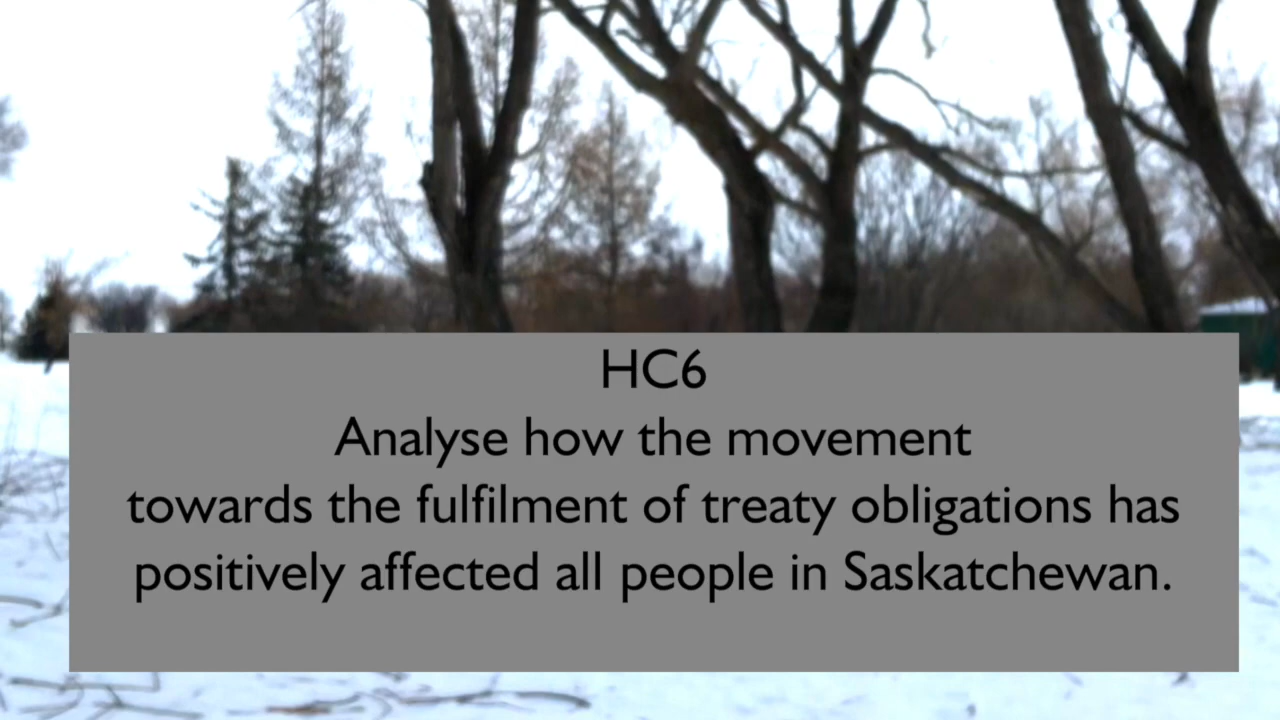 HC6
Analyse how the movement
towards the fulfilment of treaty obligations has
positively affected all people in Saskatchewan.